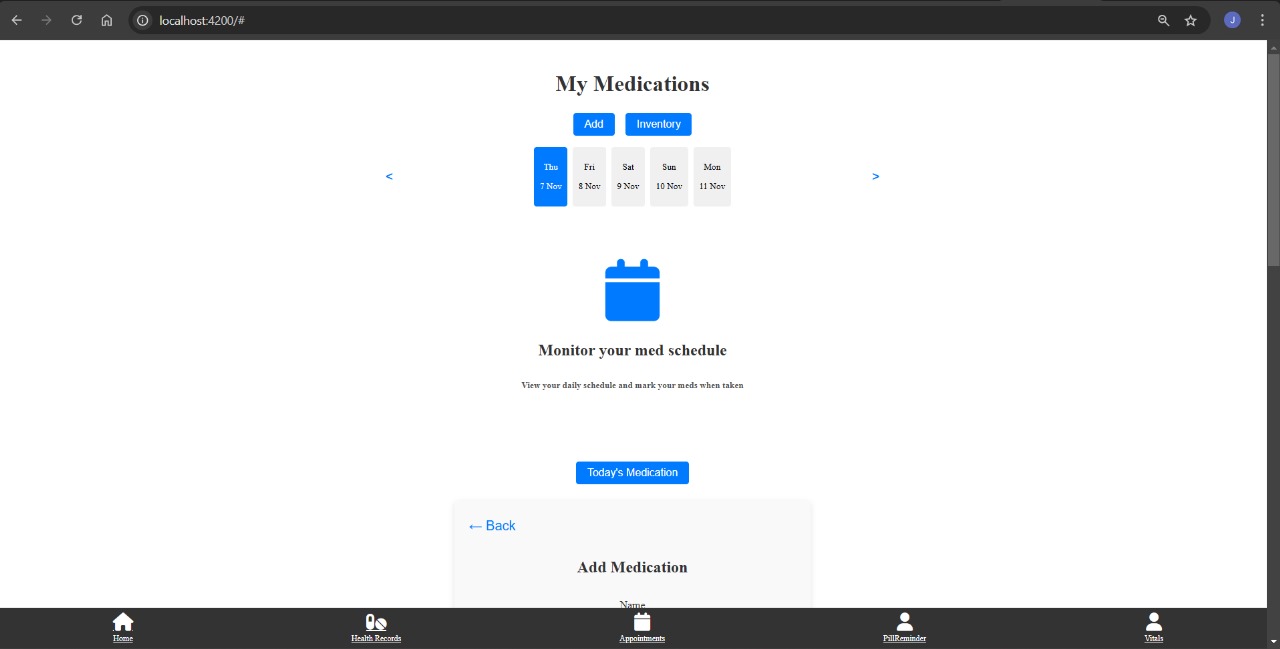 localhost:4200/#
J
My Medications
Add Inventory
Thu Fri Sat Sun Mon
< 7 Nov 8 Nov 9 Nov 10 Nov 11 Nov >
Monitor your med schedule
View your daily schedule and mark your meds when taken
Today's Medication
← Back
Add Medication
Name
Home Health Records Appointments PillReminder Vitals